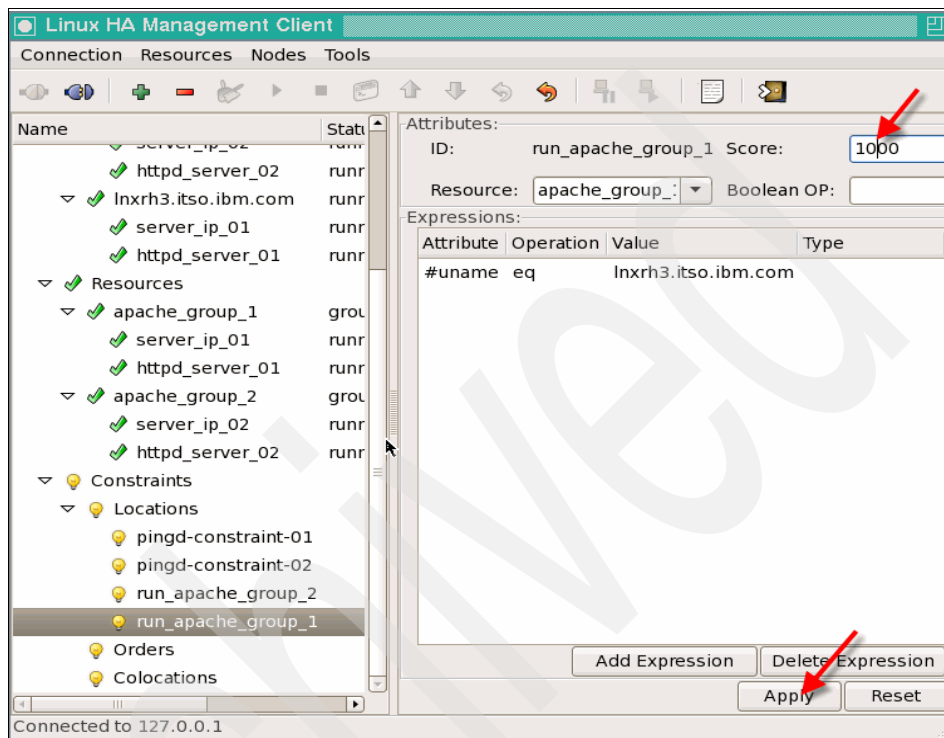 Linux HA Management Client
Connection Resources Nodes Tools
Name Statu
server_ip_02 runr
httpd_server_02 runr
lnxrh3.itso.ibm.com runr
server_ip_01 runr
httpd_server_01 runr
Resources
apache_group_1 grou
server_ip_01 runr
httpd_server_01 runr
apache_group_2 grou
server_ip_02 runr
httpd_server_02 runr
Constraints
Locations
pingd-constraint-01
pingd-constraint-02
run_apache_group_2
run_apache_group_1
Orders
Colocations
Attributes:
ID: run_apache_group_1 Score: 1000
Resource: apache_group_1 Boolean OP:
Expressions:
Attribute Operation Value Type
#uname eq lnxrh3.itso.ibm.com
Add Expression Delete Expression
Apply Reset
Connected to 127.0.0.1